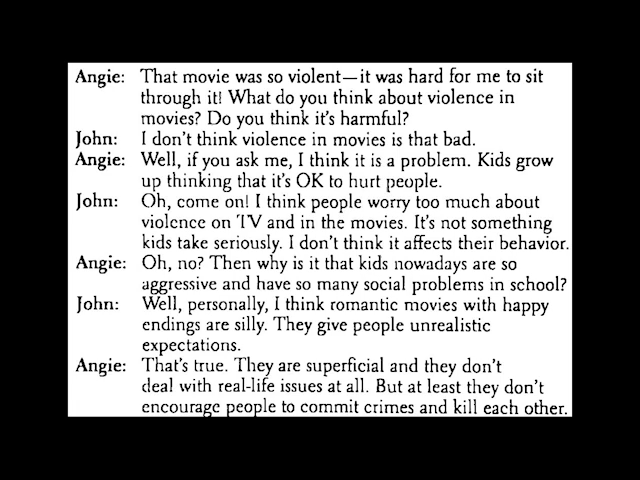 Angie: That movie was so violent—it was hard for me to sit
through it! What do you think about violence in
movies? Do you think it's harmful?
John: I don't think violence in movies is that bad.
Angie: Well, if you ask me, I think it is a problem. Kids grow
up thinking that it's OK to hurt people.
John: Oh, come on! I think people worry too much about
violence on TV and in the movies. It's not something
kids take seriously. I don't think it affects their behavior.
Angie: Oh, no? Then why is it that kids nowadays are so
aggressive and have so many social problems in school?
John: Well, personally, I think romantic movies with happy
endings are silly. They give people unrealistic
expectations.
Angie: That's true. They are superficial and they don't
deal with real-life issues at all. But at least they don't
encourage people to commit crimes and kill each other.